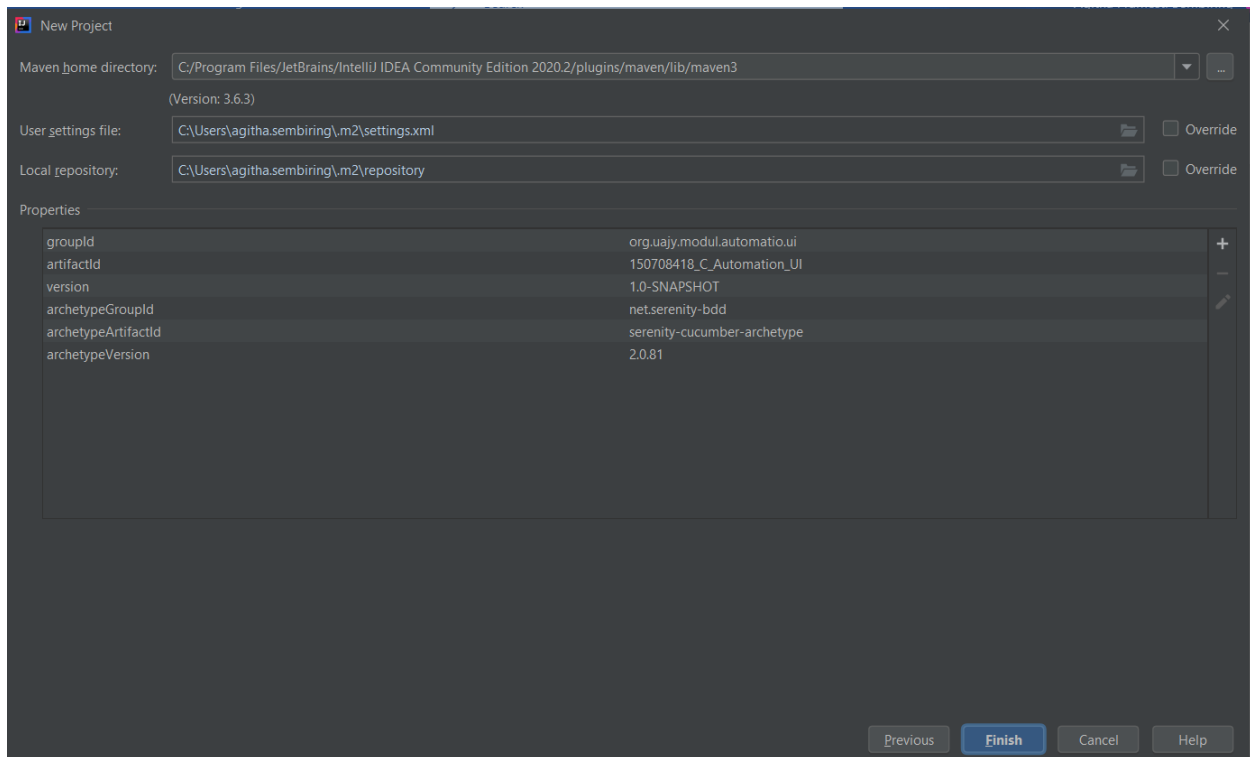 New Project
Maven home directory: C:/Program Files/JetBrains/IntelliJ IDEA Community Edition 2020.2/plugins/maven/lib/maven3 ...
(Version: 3.6.3)
User settings file: C:\Users\agitha.sembiring\.m2\settings.xml Override
Local repository: C:\Users\agitha.sembiring\.m2\repository Override
Properties
groupId org.uajy.modul.automatio.ui
artifactId 150708418_C_Automation_UI
version 1.0-SNAPSHOT
archetypeGroupId net.serenity-bdd
archetypeArtifactId serenity-cucumber-archetype
archetypeVersion 2.0.81
Previous Finish Cancel Help